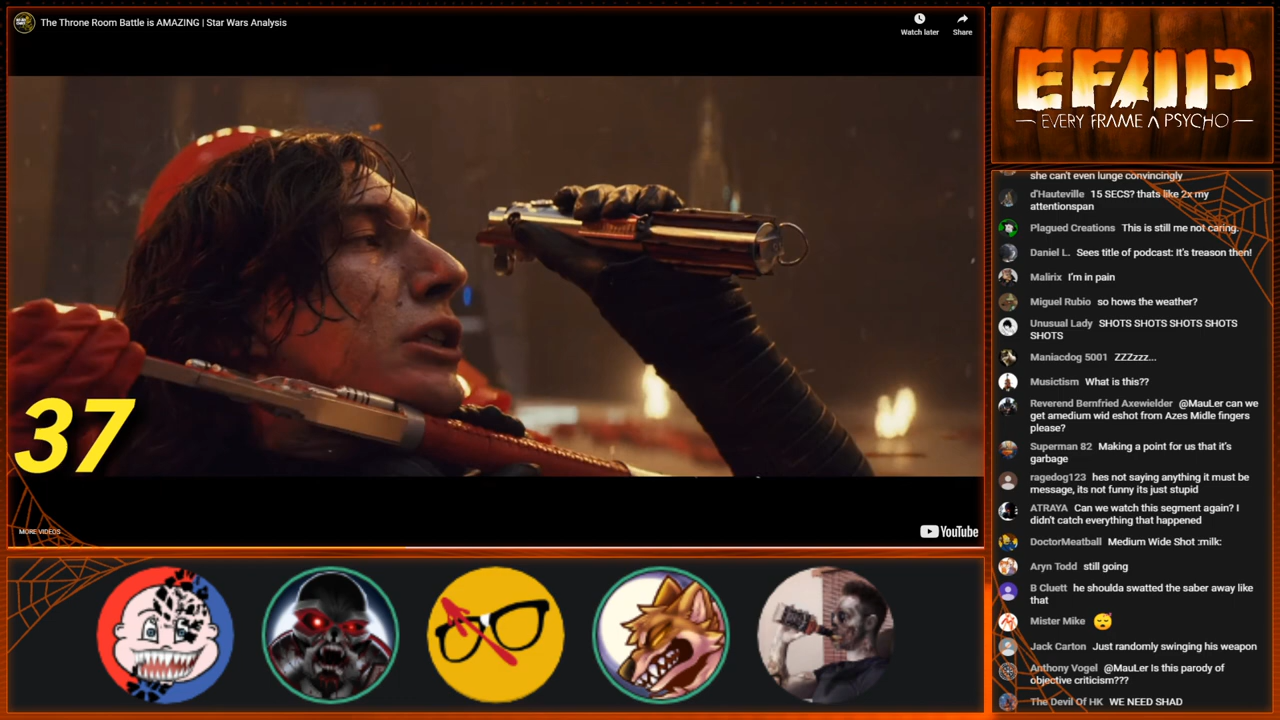 The Throne Room Battle is AMAZING | Star Wars Analysis
Watch later
Share
37
MORE VIDEOS
YouTube
EFAP
EVERY FRAME A PSYCHO
she can't even lunge convincingly
d'Hauteville 15 SECS? thats like 2x my
attentionspan
Plagued Creations This is still me not caring.
Daniel L. Sees title of podcast: It's treason then!
Malirix I'm in pain
Miguel Rubio so hows the weather?
Unusual Lady SHOTS SHOTS SHOTS SHOTS
SHOTS
Maniacdog 5001 ZZZzzz...
Musictism What is this??
Reverend Bernfried Axewielder @MauLer can we
get amedium wid eshot from Azes Midle fingers
please?
Superman 82 Making a point for us that it's
garbage
ragedog123 hes not saying anything it must be
message, its not funny its just stupid
ATRAYA Can we watch this segment again? I
didn't catch everything that happened
DoctorMeatball Medium Wide Shot :milk:
Aryn Todd still going
B Cluett he shoulda swatted the saber away like
that
Mister Mike
Jack Carton Just randomly swinging his weapon
Anthony Vogel @MauLer Is this parody of
objective criticism???
The Devil Of HK WE NEED SHAD